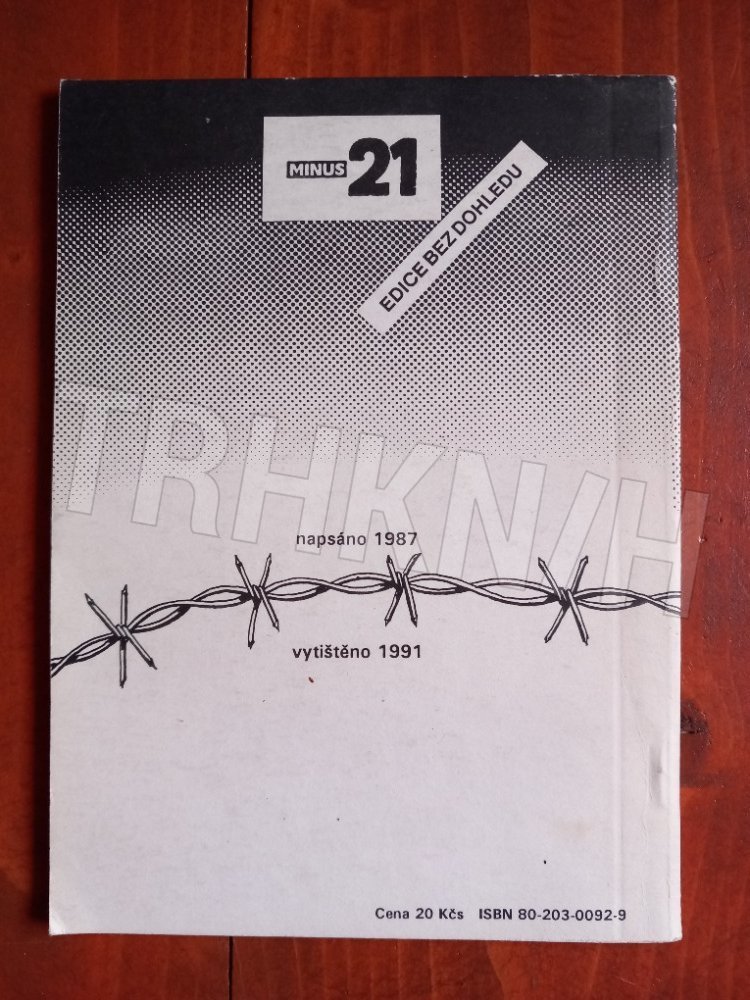 MINUS 21
EDICE BEZ DOHLEDU
TRHKNIH
napsáno 1987
vytištěno 1991
Cena 20 Kčs ISBN 80-203-0092-9